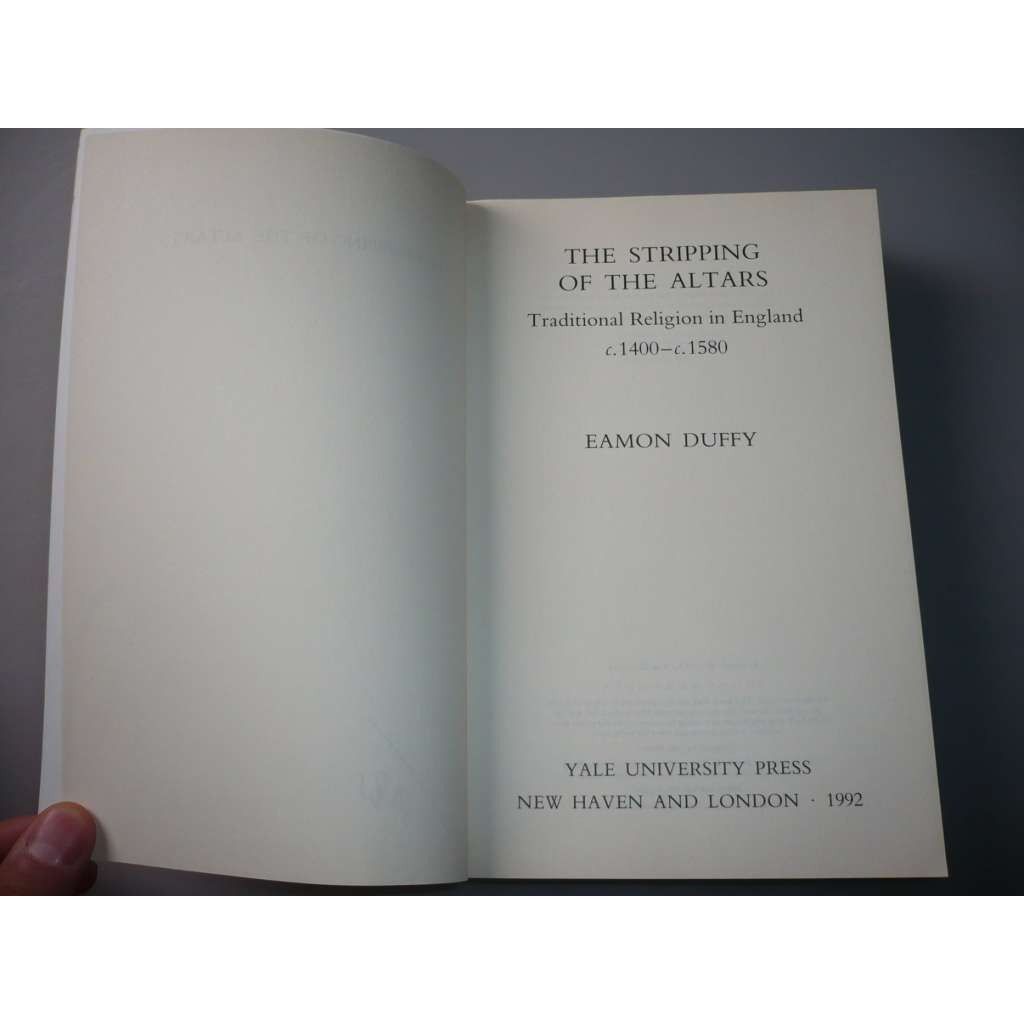 THE STRIPPING
OF THE ALTARS
Traditional Religion in England
c.1400–c.1580
EAMON DUFFY
YALE UNIVERSITY PRESS
NEW HAVEN AND LONDON · 1992